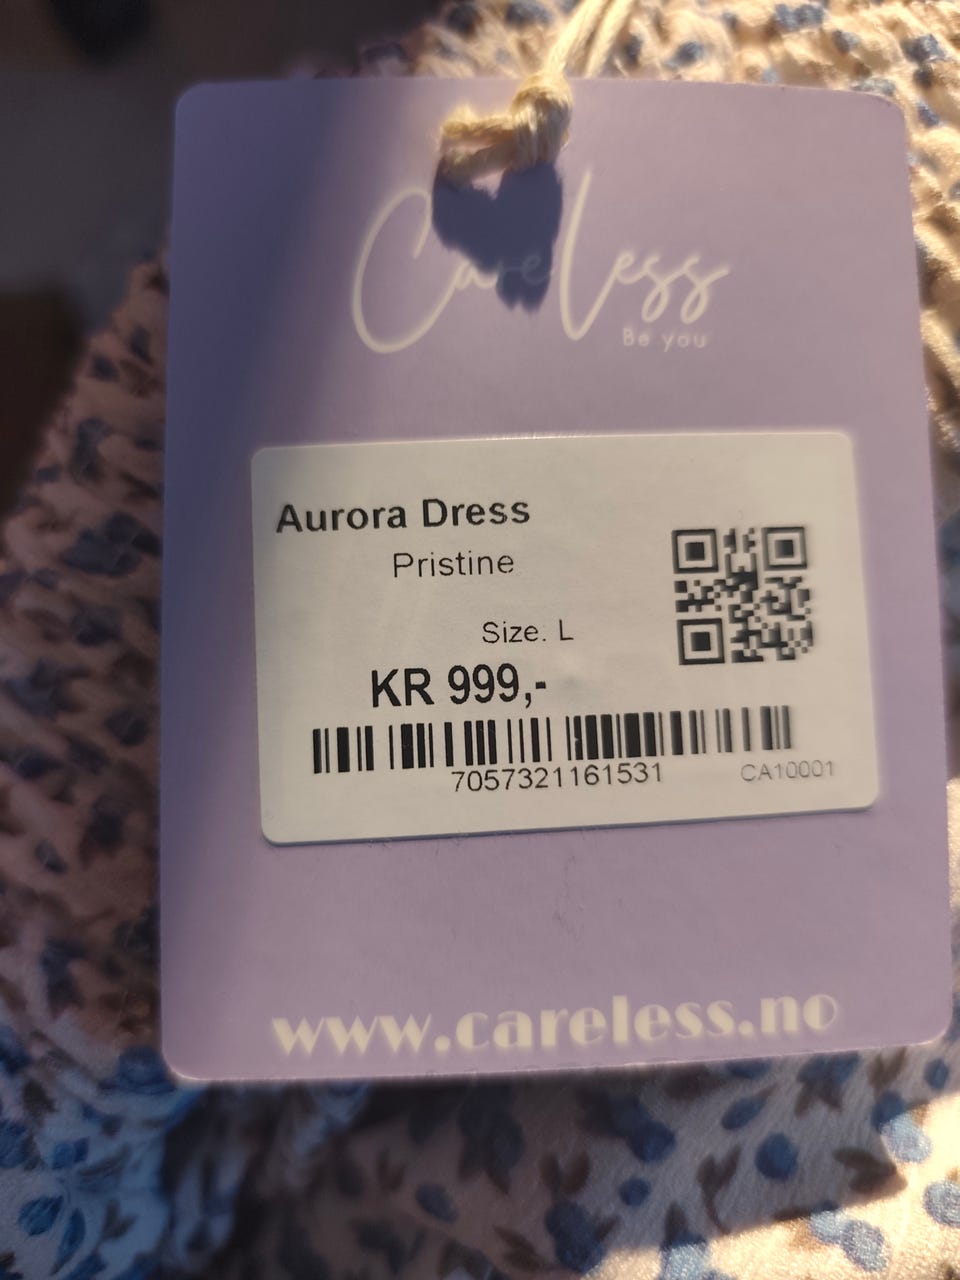 CareLess
Be you
Aurora Dress
Pristine
Size. L
KR 999,-
7057321161531
CA10001
www.careless.no